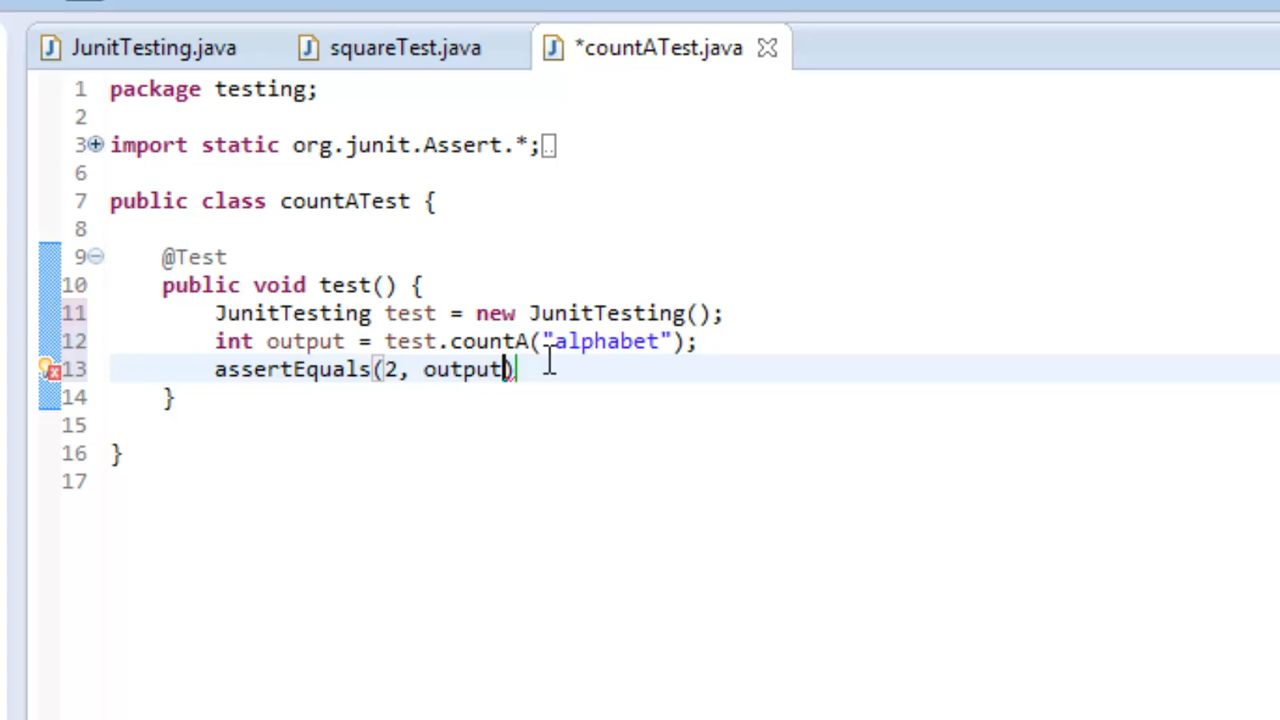 JunitTesting.java squareTest.java *countATest.java
1 package testing;
2
3 import static org.junit.Assert.*;
6
7 public class countATest {
8
9 @Test
10 public void test() {
11 JunitTesting test = new JunitTesting();
12 int output = test.countA("alphabet");
13 assertEquals(2, output)
14 }
15
16 }
17